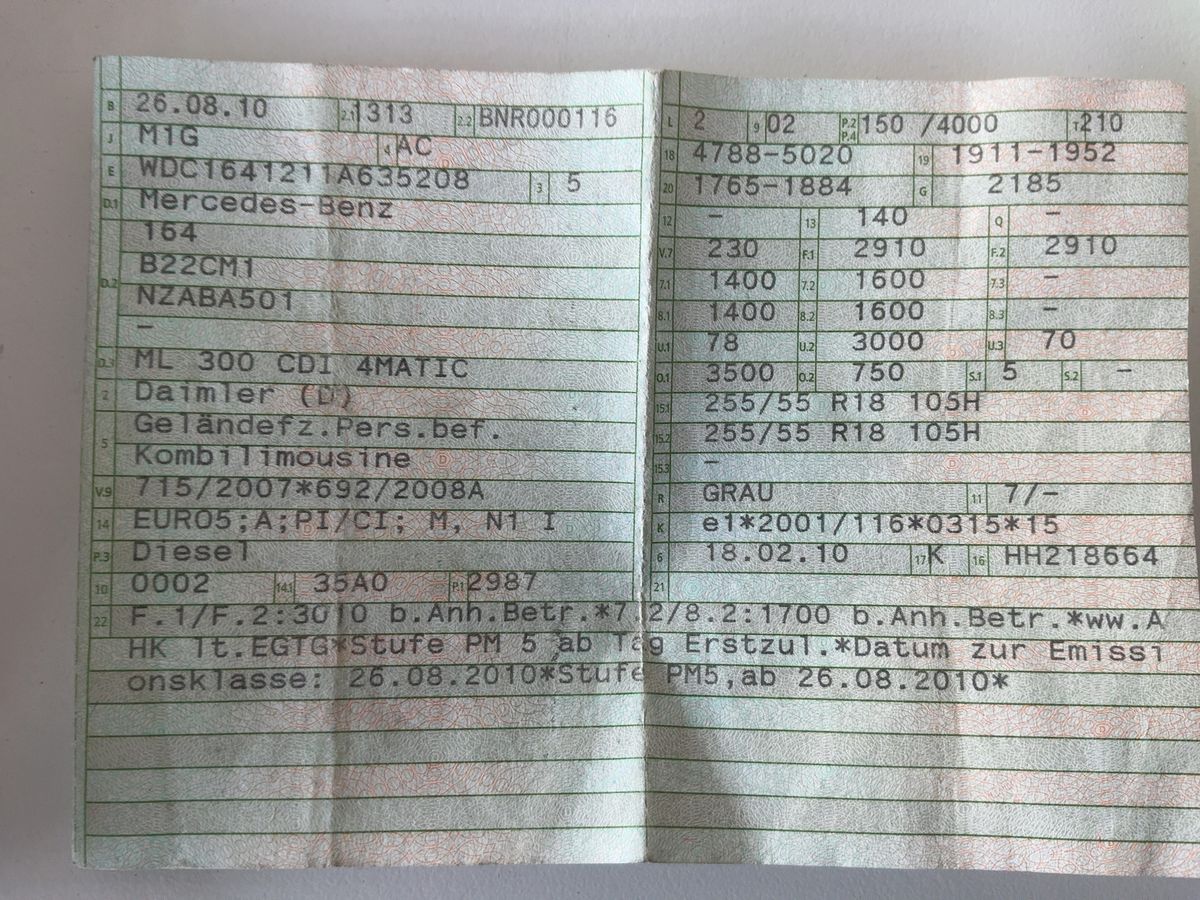 B 26.08.10 2.1 1313 2.2 BNR000116
J M1G 4 AC
E WDC1641211A635208 3 5
D.1 Mercedes-Benz
164
D.2 B22CM1
NZABA501
–
D.3 ML 300 CDI 4MATIC
2 Daimler (D)
5 Geländefz.Pers.bef.
Kombilimousine
V.9 715/2007*692/2008A
14 EURO5;A;PI/CI; M, N1 I
P.3 Diesel
10 0002 14.1 35A0 P.1 2987
L 2 9 02 P.2 P.4 150 /4000 T 210
18 4788-5020 19 1911-1952
20 1765-1884 G 2185
12 – 13 140 Q –
V.7 230 F.1 2910 F.2 2910
7.1 1400 7.2 1600 7.3 –
8.1 1400 8.2 1600 8.3 –
U.1 78 U.2 3000 U.3 70
O.1 3500 O.2 750 S.1 5 S.2 –
15.1 255/55 R18 105H
15.2 255/55 R18 105H
15.3 –
R GRAU 11 7/–
K e1*2001/116*0315*15
6 18.02.10 17 K 16 HH218664
21
22 F.1/F.2:3010 b.Anh.Betr.*7.2/8.2:1700 b.Anh.Betr.*ww.A
HK lt.EGTG*Stufe PM 5 ab Tag Erstzul.*Datum zur Emissi
onsklasse: 26.08.2010*Stufe PM5,ab 26.08.2010*